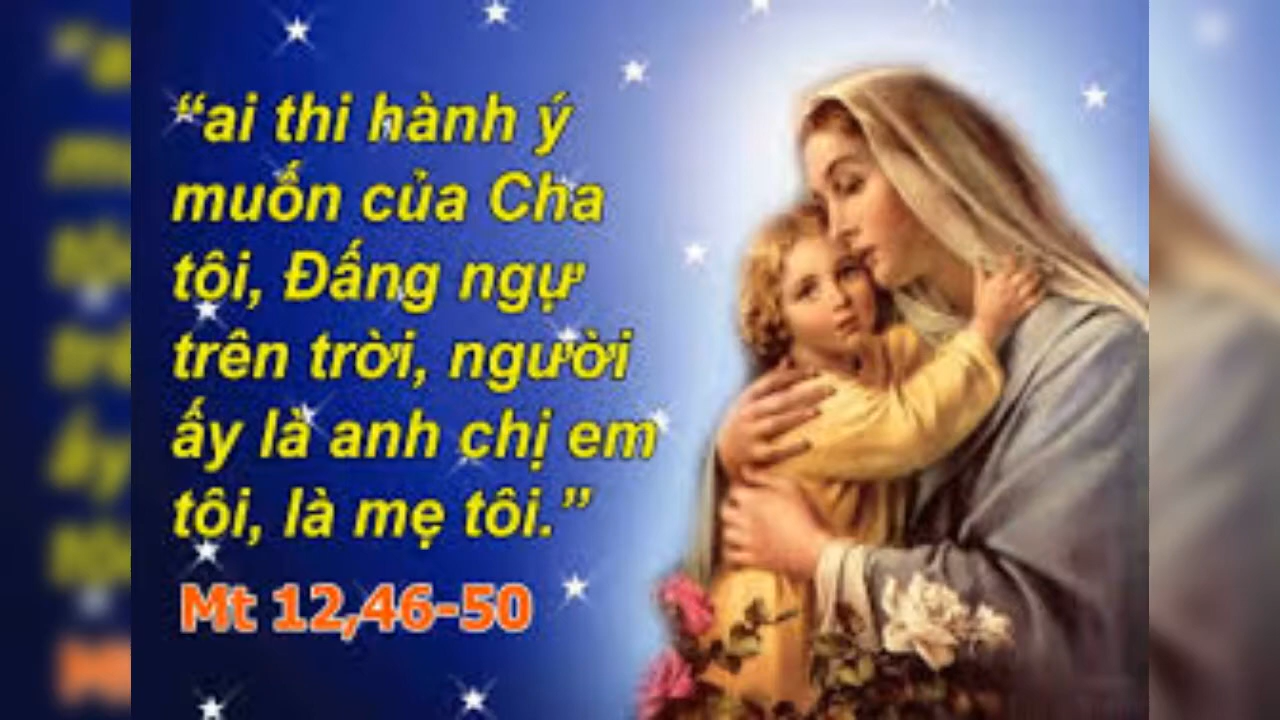 “ai thi hành ý
muốn của Cha
tôi, Đấng ngự
trên trời, người
ấy là anh chị em
tôi, là mẹ tôi.”
Mt 12,46-50